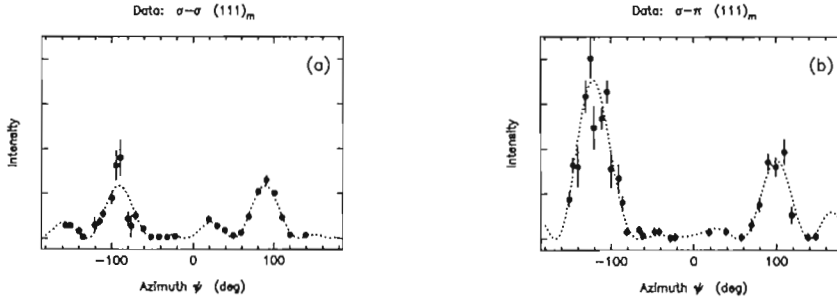 Data: σ−σ (111)m
(a)
Intensity
−100 0 100
Azimuth ψ (deg)
Data: σ−π (111)m
(b)
Intensity
−100 0 100
Azimuth ψ (deg)